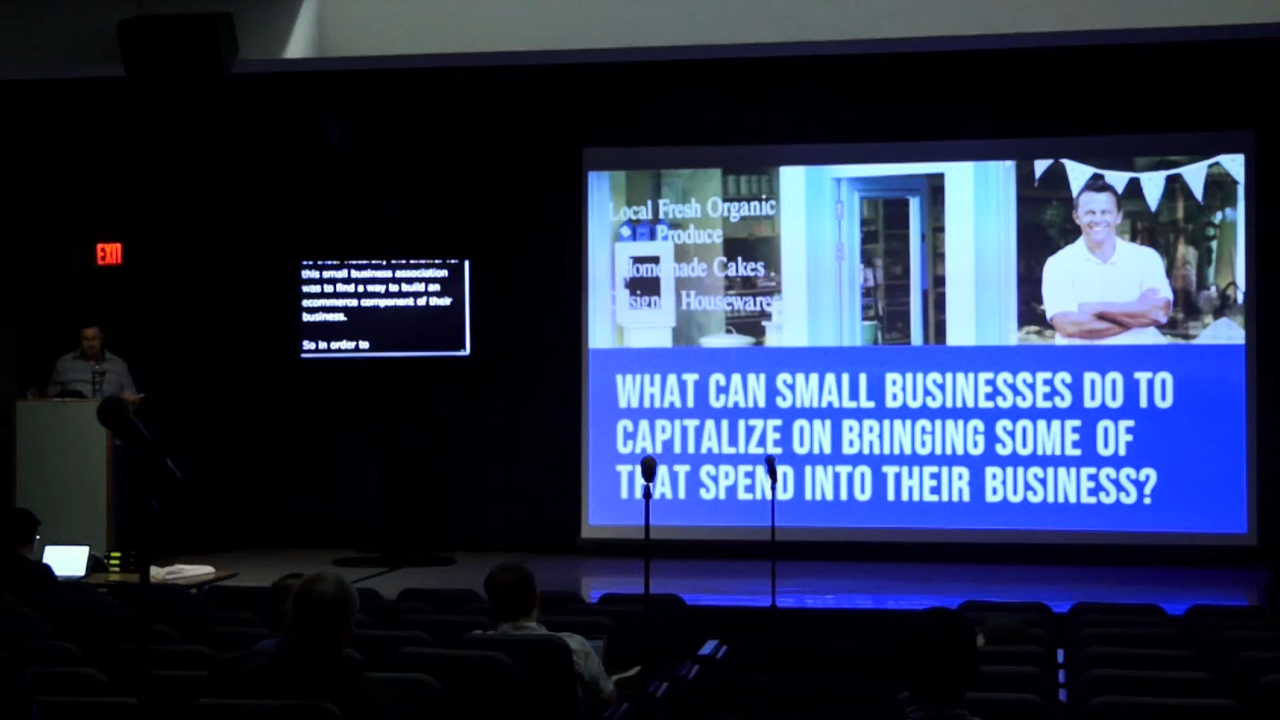 EXIT
this small business association
was to find a way to build an
ecommerce component of their
business.
So in order to
Local Fresh Organic
Produce
Homemade Cakes
Designe Housewares
WHAT CAN SMALL BUSINESSES DO TO
CAPITALIZE ON BRINGING SOME OF
THAT SPEND INTO THEIR BUSINESS?